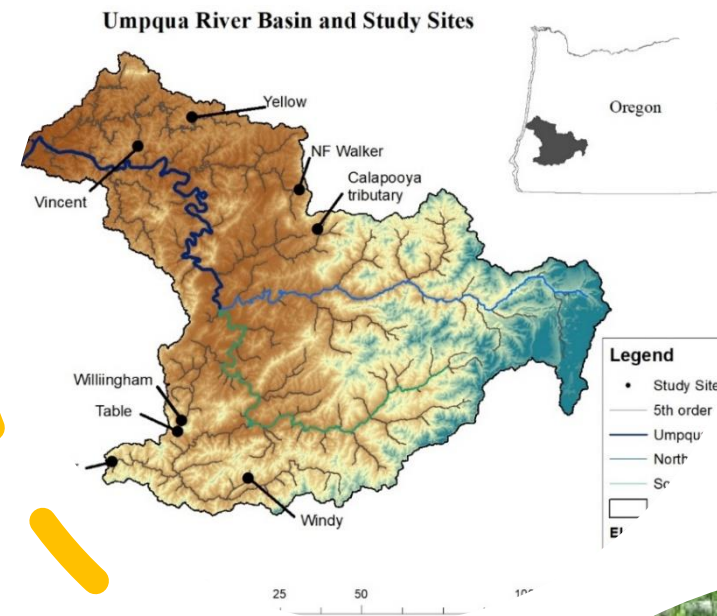 Umpqua River Basin and Study Sites
Oregon
Yellow
NF Walker
Calapooya
tributary
Vincent
Williingham
Table
Windy
Legend
Study Site
5th order
25 50